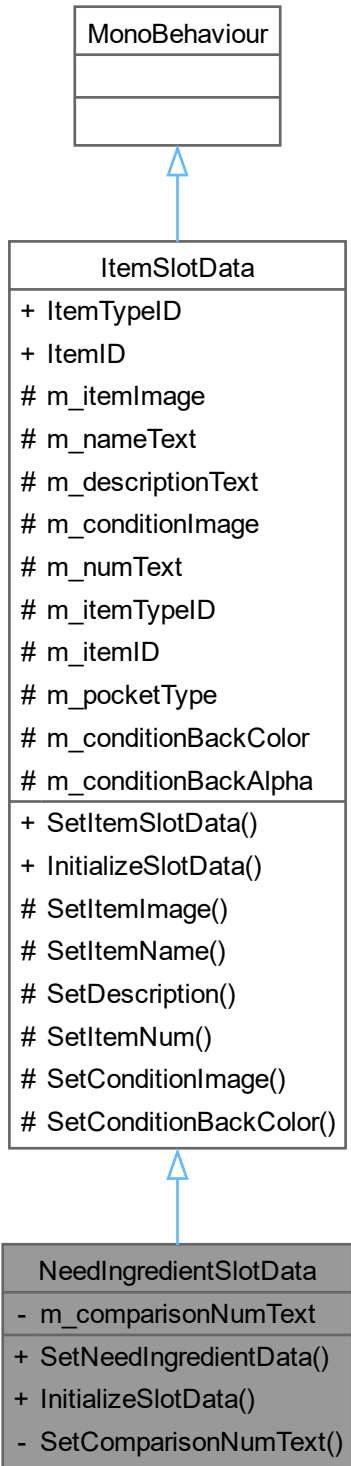 MonoBehaviour
ItemSlotData
+ ItemTypeID
+ ItemID
# m_itemImage
# m_nameText
# m_descriptionText
# m_conditionImage
# m_numText
# m_itemTypeID
# m_itemID
# m_pocketType
# m_conditionBackColor
# m_conditionBackAlpha
+ SetItemSlotData()
+ InitializeSlotData()
# SetItemImage()
# SetItemName()
# SetDescription()
# SetItemNum()
# SetConditionImage()
# SetConditionBackColor()
NeedIngredientSlotData
- m_comparisonNumText
+ SetNeedIngredientData()
+ InitializeSlotData()
- SetComparisonNumText()